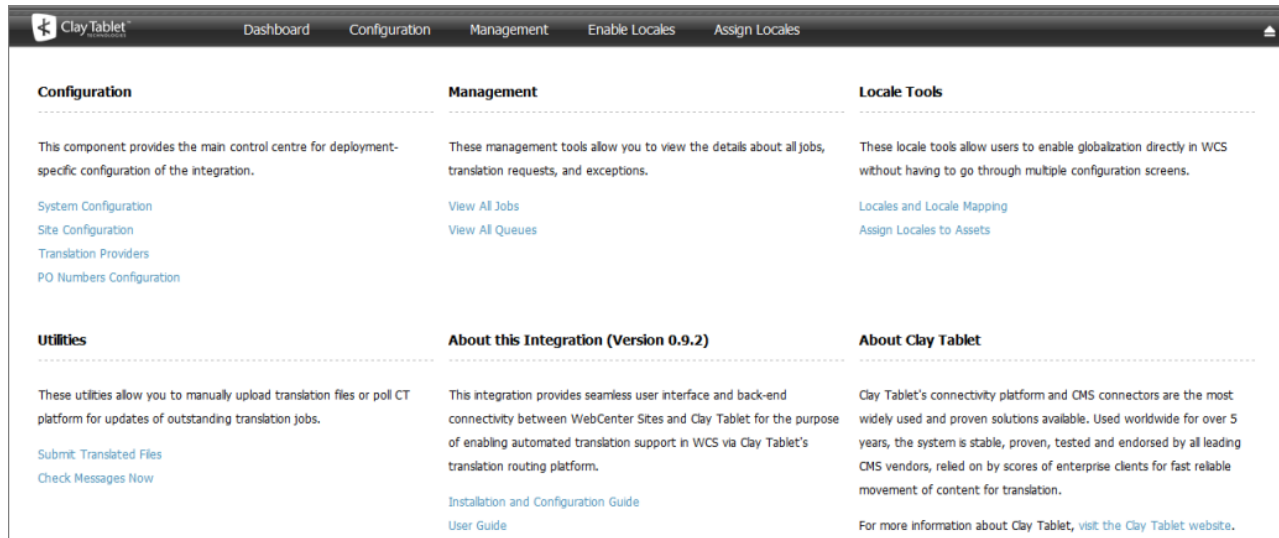 Clay Tablet
TECHNOLOGIES
Dashboard Configuration Management Enable Locales Assign Locales
Configuration
This component provides the main control centre for deployment-
specific configuration of the integration.
System Configuration
Site Configuration
Translation Providers
PO Numbers Configuration
Management
These management tools allow you to view the details about all jobs,
translation requests, and exceptions.
View All Jobs
View All Queues
Locale Tools
These locale tools allow users to enable globalization directly in WCS
without having to go through multiple configuration screens.
Locales and Locale Mapping
Assign Locales to Assets
Utilities
These utilities allow you to manually upload translation files or poll CT
platform for updates of outstanding translation jobs.
Submit Translated Files
Check Messages Now
About this Integration (Version 0.9.2)
This integration provides seamless user interface and back-end
connectivity between WebCenter Sites and Clay Tablet for the purpose
of enabling automated translation support in WCS via Clay Tablet's
translation routing platform.
Installation and Configuration Guide
User Guide
About Clay Tablet
Clay Tablet's connectivity platform and CMS connectors are the most
widely used and proven solutions available. Used worldwide for over 5
years, the system is stable, proven, tested and endorsed by all leading
CMS vendors, relied on by scores of enterprise clients for fast reliable
movement of content for translation.
For more information about Clay Tablet, visit the Clay Tablet website.